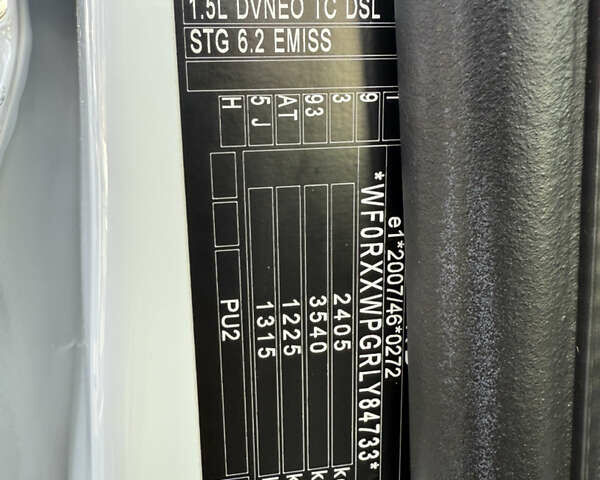 1.5L DVNEO TC DSL
STG 6.2 EMISS
e1*2007/46*0272
*WF0RXXWPGRLY84733*
2405
3540
1225
1315
PU2
9
3
93
AT
5J
H